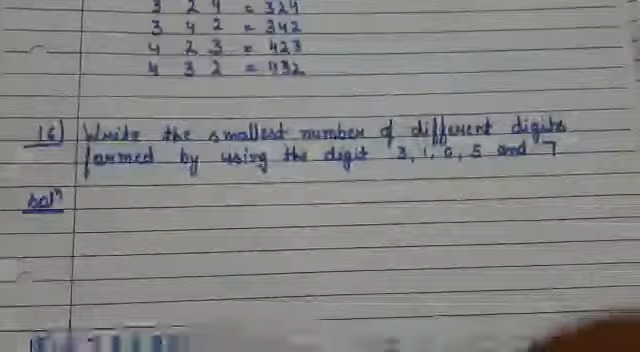 3 2 4 = 324
3 4 2 = 342
4 2 3 = 423
4 3 2 = 432
16) Write the smallest number of different digits
formed by using the digit 3, 1, 0, 5 and 7
Solⁿ